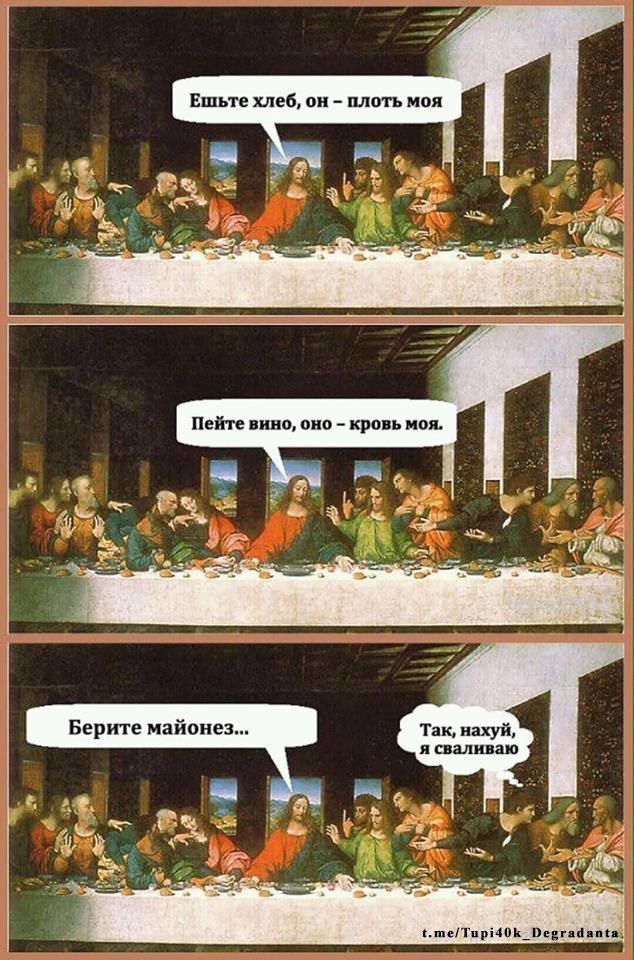 Ешьте хлеб, он – плоть моя
Пейте вино, оно – кровь моя.
Берите майонез...
Так, нахуй,
я сваливаю
t.me/Tupi40k_Degradanta